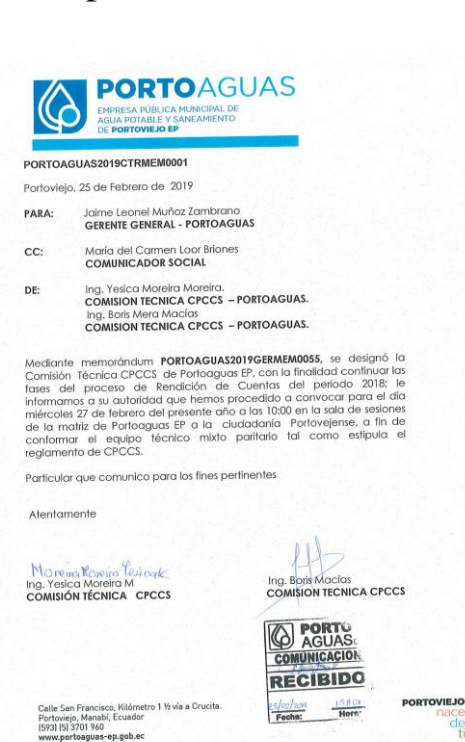 PORTOAGUAS
EMPRESA PÚBLICA MUNICIPAL DE
AGUA POTABLE Y SANEAMIENTO
DE PORTOVIEJO EP
PORTOAGUAS2019CTRMEM0001
Portoviejo, 25 de Febrero de 2019
PARA: Jaime Leonel Muñoz Zambrano
GERENTE GENERAL - PORTOAGUAS
CC: María del Carmen Loor Briones
COMUNICADOR SOCIAL
DE: Ing. Yesica Moreira Moreira.
COMISION TECNICA CPCCS – PORTOAGUAS.
Ing. Boris Mera Macías
COMISION TECNICA CPCCS – PORTOAGUAS.
Mediante memorándum PORTOAGUAS2019GERMEM0055, se designó la
Comisión Técnica CPCCS de Portoaguas EP, con la finalidad continuar las
fases del proceso de Rendición de Cuentas del periodo 2018; le
informamos a su autoridad que hemos procedido a convocar para el día
miércoles 27 de febrero del presente año a las 10:00 en la sala de sesiones
de la matriz de Portoaguas EP a la ciudadanía Portovejense, a fin de
conformar el equipo técnico mixto paritario tal como estipula el
reglamento de CPCCS.
Particular que comunico para los fines pertinentes
Atentamente
Moreira Moreira
Ing. Yesica Moreira M
COMISIÓN TÉCNICA CPCCS
Ing. Boris Macías
COMISION TECNICA CPCCS
PORTO
AGUAS
COMUNICACION
RECIBIDO
Fecha: Hora:
Calle San Francisco, Kilómetro 1 ½ vía a Crucita.
Portoviejo, Manabí, Ecuador
(593) (5) 3701 960
www.portoaguas-ep.gob.ec
PORTOVIEJO
nace
de